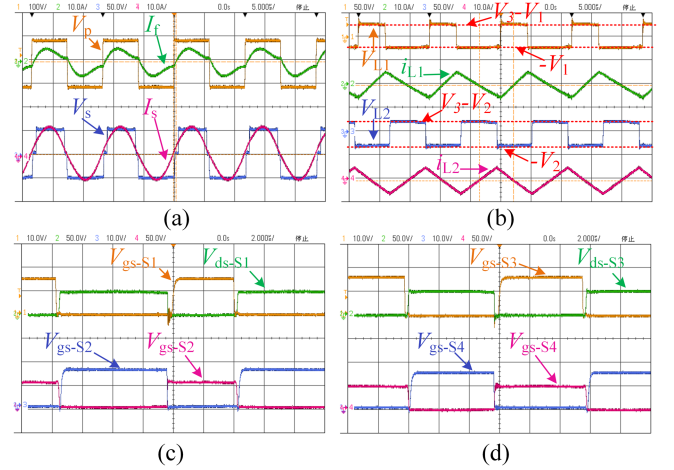 1 100V/ 2 10.0A/ 3 50.0V/ 4 10.0A/ 0.0s 5.000%/ 停止
Vp If
Vs Is
(a)
1 50.0V/ 2 10.0A/ 3 50.0V/ 4 10.0A/ 0.0s 5.000%/ 停止
V3-V1
VL1 -V1
iL1
VL2 V3-V2
iL2 -V2
(b)
1 10.0V/ 2 50.0V/ 3 10.0V/ 4 50.0V/ 0.0s 2.000%/ 停止
Vgs-S1 Vds-S1
Vgs-S2 Vgs-S2
(c)
1 10.0V/ 2 50.0V/ 3 10.0V/ 4 50.0V/ 0.0s 2.000%/ 停止
Vgs-S3 Vds-S3
Vgs-S4 Vgs-S4
(d)